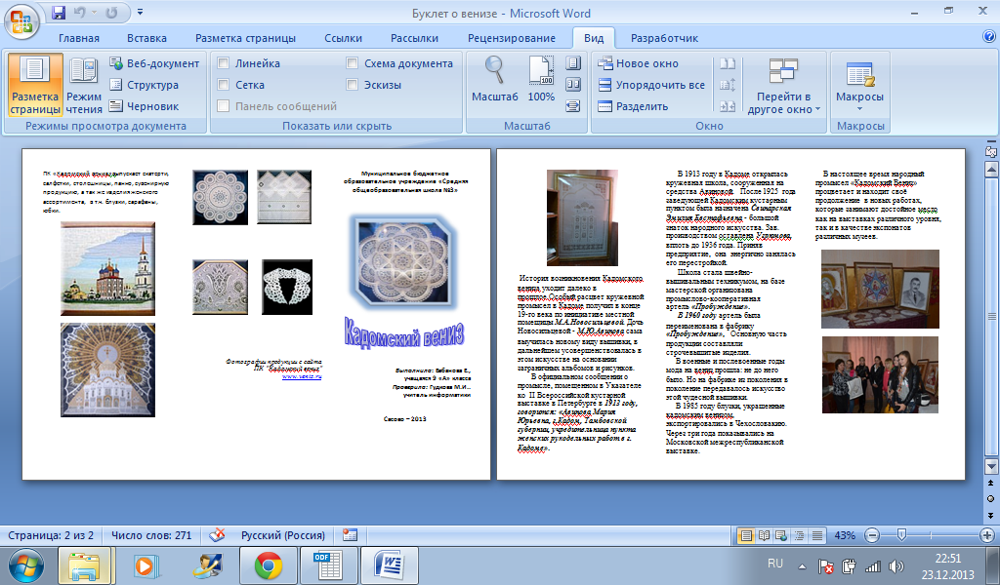 Буклет о венизе - Microsoft Word
Главная Вставка Разметка страницы Ссылки Рассылки Рецензирование Вид Разработчик
Разметка страницы
Режим чтения
Веб-документ
Структура
Черновик
Режимы просмотра документа
Линейка
Сетка
Панель сообщений
Схема документа
Эскизы
Показать или скрыть
Масштаб
100
100%
Масштаб
Новое окно
Упорядочить все
Разделить
Перейти в другое окно
Окно
Макросы
Макросы
ПК «Кадомский вениз» выпускает скатерти,
салфетки, столешницы, панно, сувенирную
продукцию, а так же изделия женского
ассортимента, в т.ч. блузки, сарафаны,
юбки.
Фотографии продукции с сайта
ПК "Кадомский вениз"
Муниципальное бюджетное
образовательное учреждение «Средняя
общеобразовательная школа №3»
Кадомский вениз
Выполнила: Бабанова Е.,
учащаяся 9 «А» класса
Проверила: Гудкова М.И.,
учитель информатики
Сасово – 2013
История возникновения Кадомского
вениза уходит далеко в
прошлое.Особый расцвет кружевной
промысел в Кадоме получил в конце
19-го века по инициативе местной
помещицы М.А.Новосильцевой. Дочь
Новосильцевой - М.Ю.Авинова сама
выучилась новому виду вышивки, в
дальнейшем усовершенствовалась в
этом искусстве на основании
заграничных альбомов и рисунков.
В официальном сообщении о
промысле, помещенном в Указателе
ко II Всероссийской кустарной
выставке в Петербурге в 1913 году,
говорится: «Авинова Мария
Юрьевна, г.Кадом, Тамбовской
губернии, учредительница пункта
женских рукодельных работ в г.
Кадоме».
В 1913 году в Кадоме открылась
кружевная школа, сооруженная на
средства Авиновой. После 1925 года
заведующей Кадомским кустарным
пунктом была назначена Свинарская
Эмилия Евстафьевна - большой
знаток народного искусства. Зав.
производством оставлена Устюхова,
вплоть до 1936 года. Приняв
предприятие, она энергично занялась
его перестройкой.
Школа стала швейно-
вышивальным техникумом, на базе
мастерской организована
промыслово-кооперативная
артель «Пробуждение».
В 1960 году артель была
переименована в фабрику
«Пробуждение». Основную часть
продукции составляли
строчевышитые изделия.
В военные и послевоенные годы
мода на вениз прошла: не до него
было. Но на фабрике из поколения в
поколение передавалось искусство
этой чудесной вышивки.
В 1985 году блузки, украшенные
кадомским венизом,
экспортировались в Чехословакию.
Через три года показывались на
Московской межреспубликанской
выставке.
В настоящее время народный
промысел «Кадомский Вениз»
процветает и находит своё
продолжение в новых работах,
которые занимают достойное место
как на выставках различного уровня,
так и в качестве экспонатов
различных музеев.
Страница: 2 из 2 Число слов: 271 Русский (Россия) 43%
ODF
RU
22:51
23.12.2013